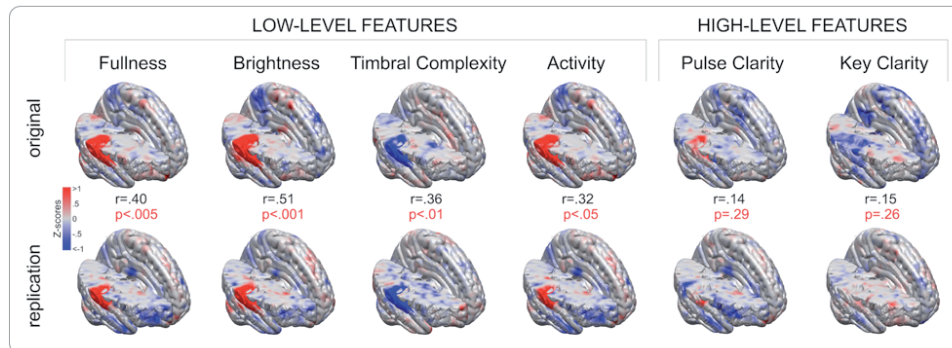 LOW-LEVEL FEATURES HIGH-LEVEL FEATURES
Fullness Brightness Timbral Complexity Activity Pulse Clarity Key Clarity
original
r=.40 r=.51 r=.36 r=.32 r=.14 r=.15
p<.005 p<.001 p<.01 p<.05 p=.29 p=.26
Z-scores
>1
.5
0
-.5
<-1
replication